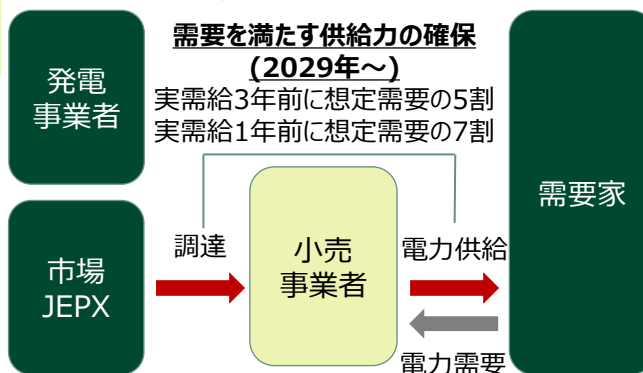 需要を満たす供給力の確保
(2029年～)
実需給3年前に想定需要の5割
実需給1年前に想定需要の7割
発電
事業者
市場
JEPX
調達
小売
事業者
電力供給
電力需要
需要家